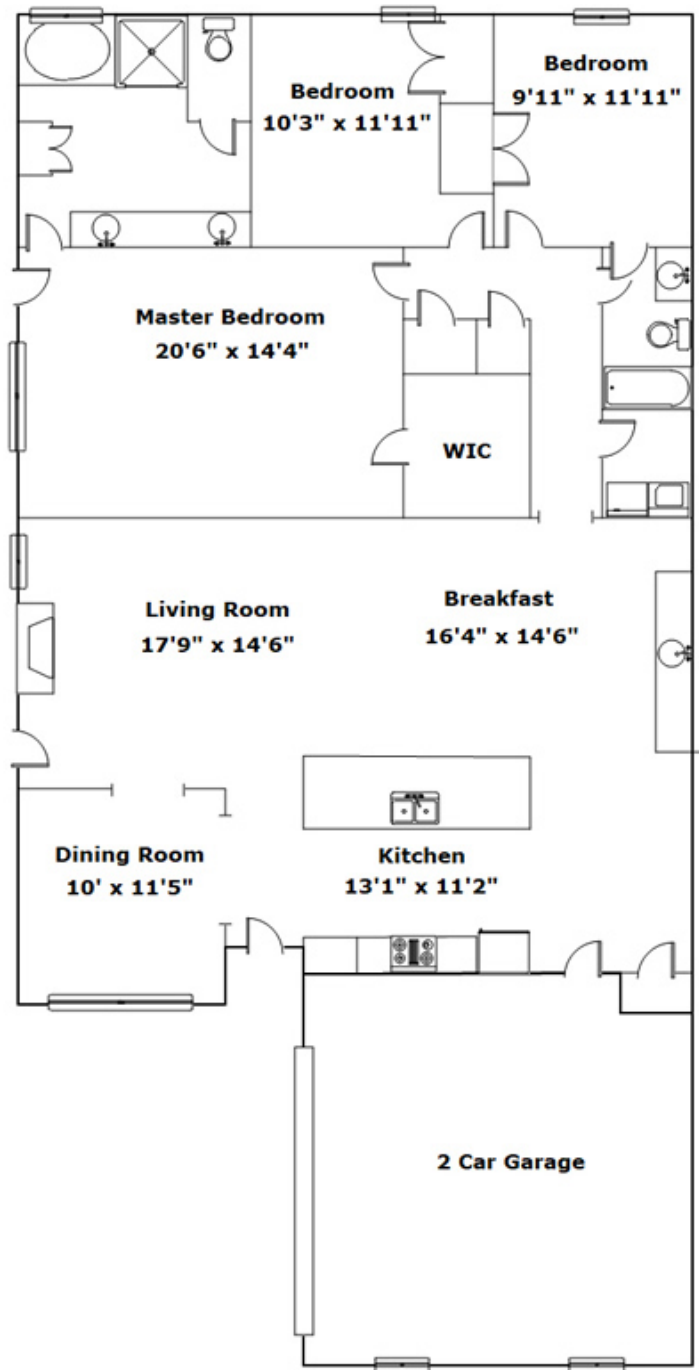 Bedroom
10'3" x 11'11"
Bedroom
9'11" x 11'11"
Master Bedroom
20'6" x 14'4"
WIC
Living Room
17'9" x 14'6"
Breakfast
16'4" x 14'6"
Dining Room
10' x 11'5"
Kitchen
13'1" x 11'2"
2 Car Garage